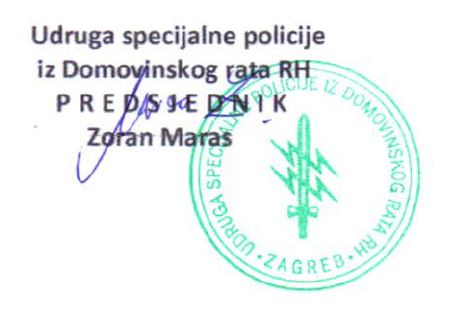 Udruga specijalne policije
iz Domovinskog rata RH
P R E D S J E D N I K
Zoran Maras
UDRUGA SPECIJALNE POLICIJE IZ DOMOVINSKOG RATA RH
· ZAGREB ·